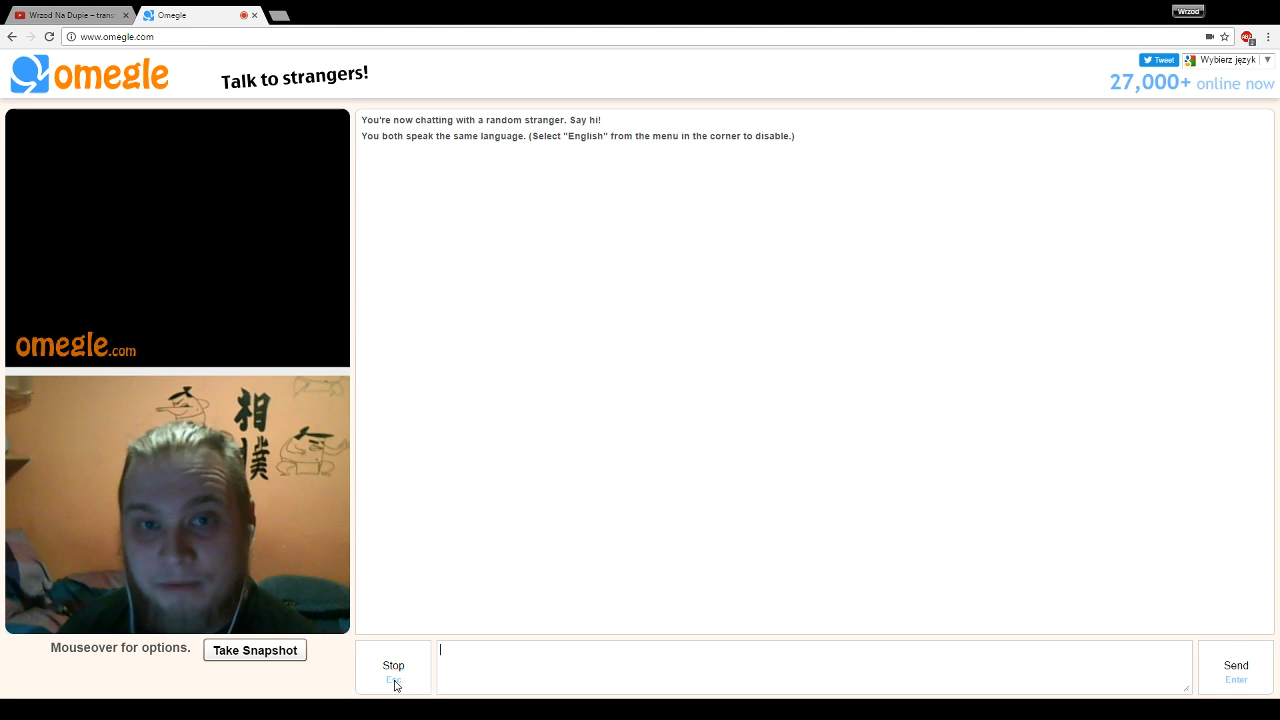 Wrzod Na Dupie – trans
Omegle
Wrzod
www.omegle.com
omegle
Talk to strangers!
Tweet
Wybierz język
27,000+ online now
You're now chatting with a random stranger. Say hi!
You both speak the same language. (Select "English" from the menu in the corner to disable.)
omegle.com
相
撲
Mouseover for options.
Take Snapshot
Stop
Esc
Send
Enter